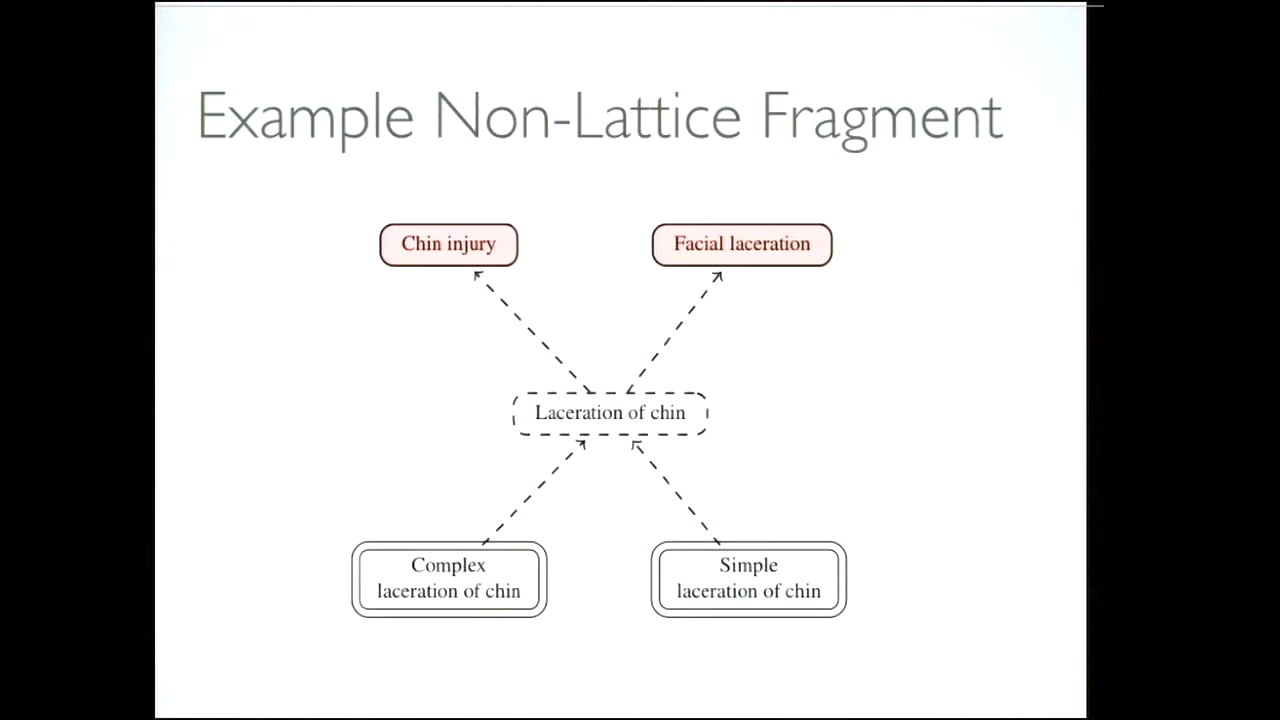 Example Non-Lattice Fragment
Chin injury
Facial laceration
Laceration of chin
Complex
laceration of chin
Simple
laceration of chin